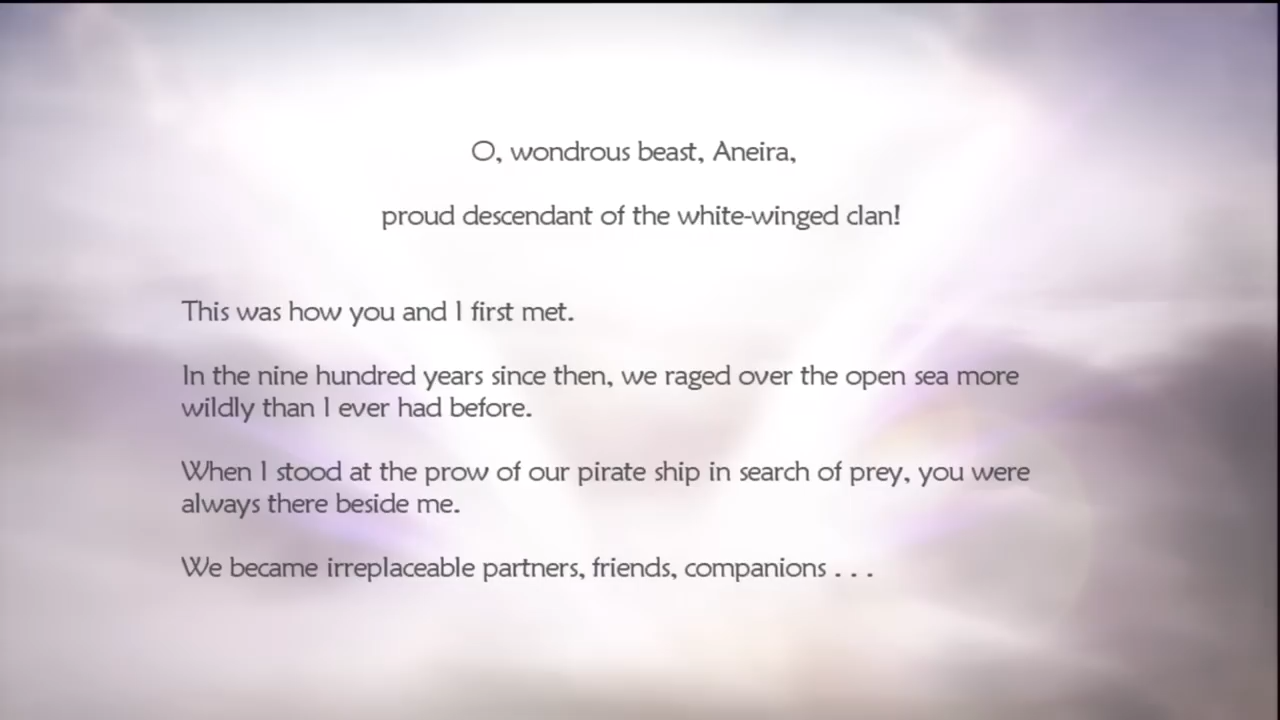 O, wondrous beast, Aneira,
proud descendant of the white-winged clan!
This was how you and I first met.
In the nine hundred years since then, we raged over the open sea more
wildly than I ever had before.
When I stood at the prow of our pirate ship in search of prey, you were
always there beside me.
We became irreplaceable partners, friends, companions . . .